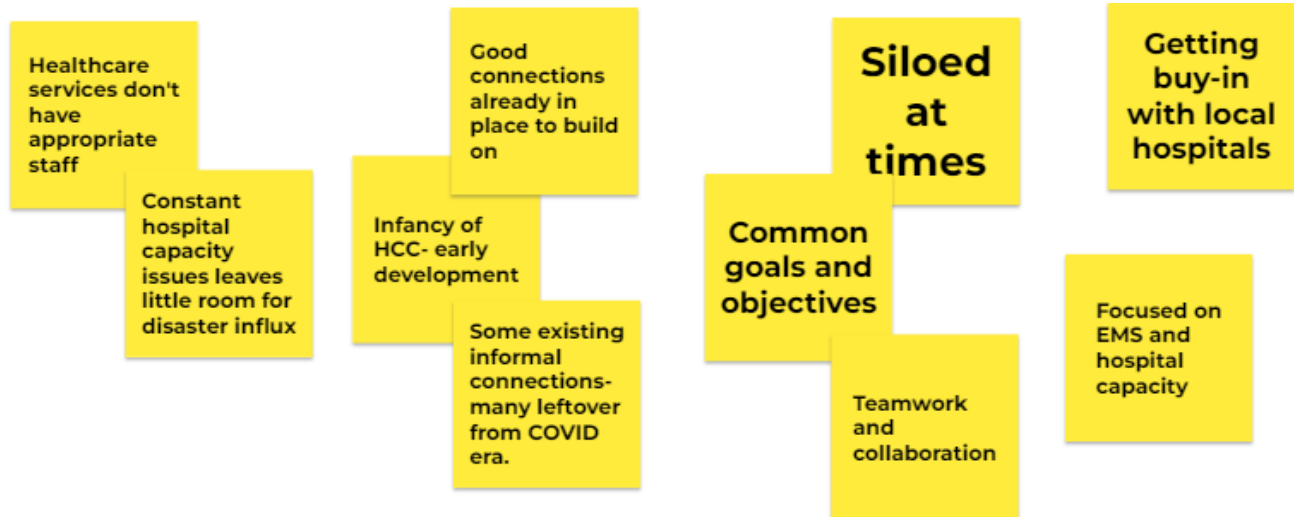 Healthcare
services don't
have
appropriate
staff
Constant
hospital
capacity
issues leaves
little room for
disaster influx
Good
connections
already in
place to build
on
Infancy of
HCC- early
development
Some existing
informal
connections-
many leftover
from COVID
era.
Siloed
at
times
Common
goals and
objectives
Teamwork
and
collaboration
Getting
buy-in
with local
hospitals
Focused on
EMS and
hospital
capacity